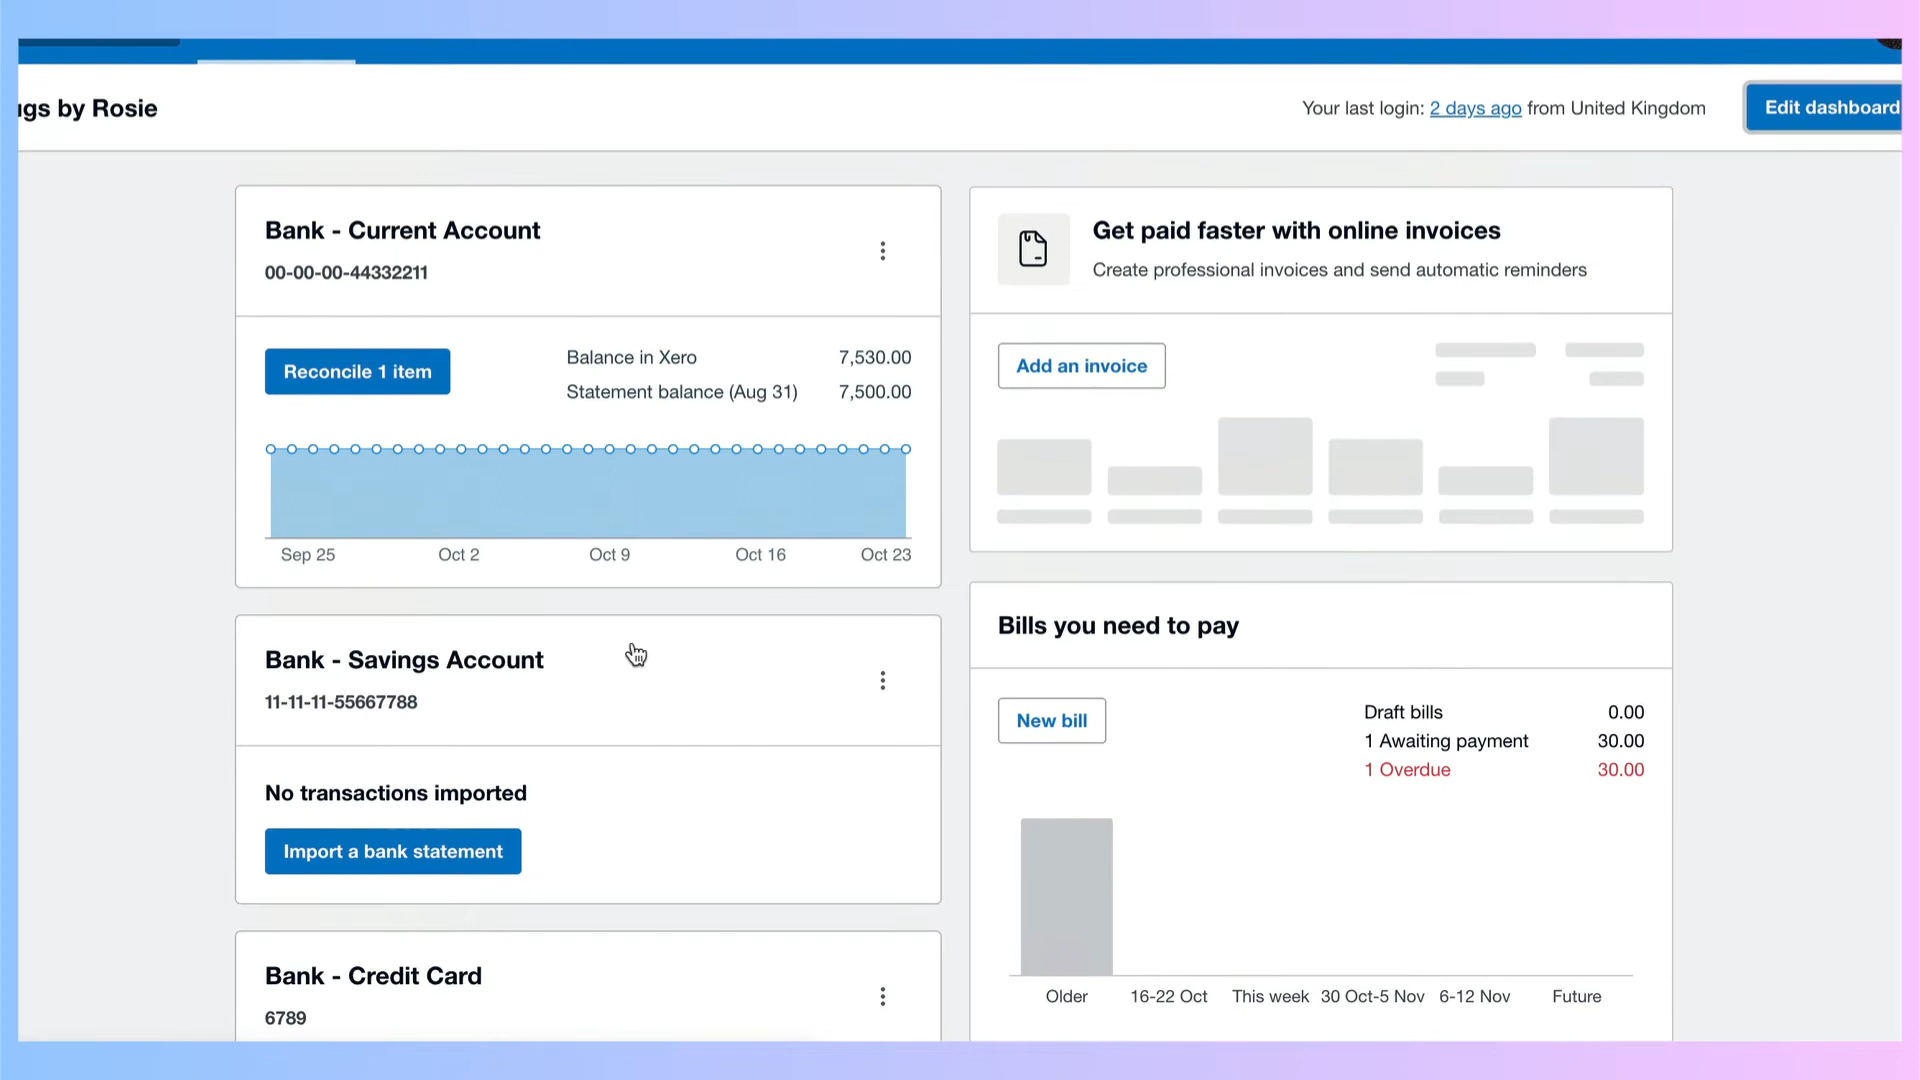 ugs by Rosie
Your last login: 2 days ago from United Kingdom
Edit dashboard
Bank - Current Account
00-00-00-44332211
Reconcile 1 item
Balance in Xero 7,530.00
Statement balance (Aug 31) 7,500.00
Sep 25 Oct 2 Oct 9 Oct 16 Oct 23
Bank - Savings Account
11-11-11-55667788
No transactions imported
Import a bank statement
Bank - Credit Card
6789
Get paid faster with online invoices
Create professional invoices and send automatic reminders
Add an invoice
Bills you need to pay
New bill
Draft bills 0.00
1 Awaiting payment 30.00
1 Overdue 30.00
Older 16-22 Oct This week 30 Oct-5 Nov 6-12 Nov Future